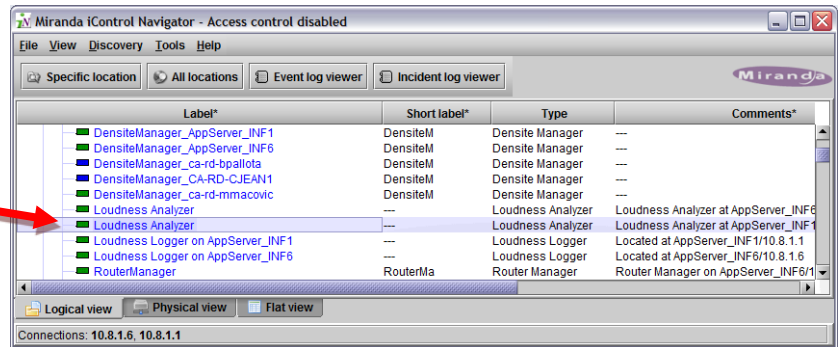 Miranda iControl Navigator - Access control disabled
File View Discovery Tools Help
Specific location All locations Event log viewer Incident log viewer Miranda
Label* Short label* Type Comments*
DensiteManager_AppServer_INF1 DensiteM Densite Manager ---
DensiteManager_AppServer_INF6 DensiteM Densite Manager ---
DensiteManager_ca-rd-bpallota DensiteM Densite Manager ---
DensiteManager_CA-RD-CJEAN1 DensiteM Densite Manager ---
DensiteManager_ca-rd-mmacovic DensiteM Densite Manager ---
Loudness Analyzer --- Loudness Analyzer Loudness Analyzer at AppServer_INF6
Loudness Analyzer --- Loudness Analyzer Loudness Analyzer at AppServer_INF1
Loudness Logger on AppServer_INF1 --- Loudness Logger Located at AppServer_INF1/10.8.1.1
Loudness Logger on AppServer_INF6 --- Loudness Logger Located at AppServer_INF6/10.8.1.6
RouterManager RouterMa Router Manager Router Manager on AppServer_INF6/1
Logical view Physical view Flat view
Connections: 10.8.1.6, 10.8.1.1